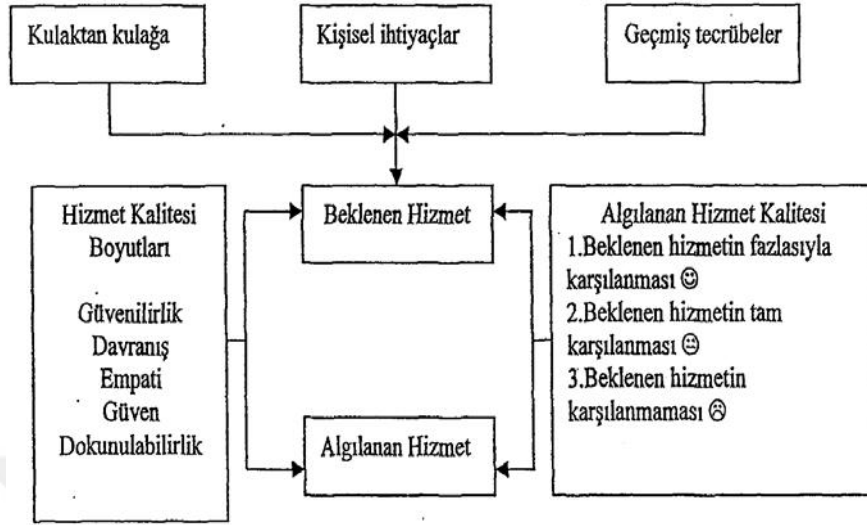 Kulaktan kulağa
Kişisel ihtiyaçlar
Geçmiş tecrübeler
Hizmet Kalitesi
Boyutları
Güvenilirlik
Davranış
Empati
Güven
Dokunulabilirlik
Beklenen Hizmet
Algılanan Hizmet
Algılanan Hizmet Kalitesi
1.Beklenen hizmetin fazlasıyla
karşılanması ☺
2.Beklenen hizmetin tam
karşılanması 😐
3.Beklenen hizmetin
karşılanmaması ☹